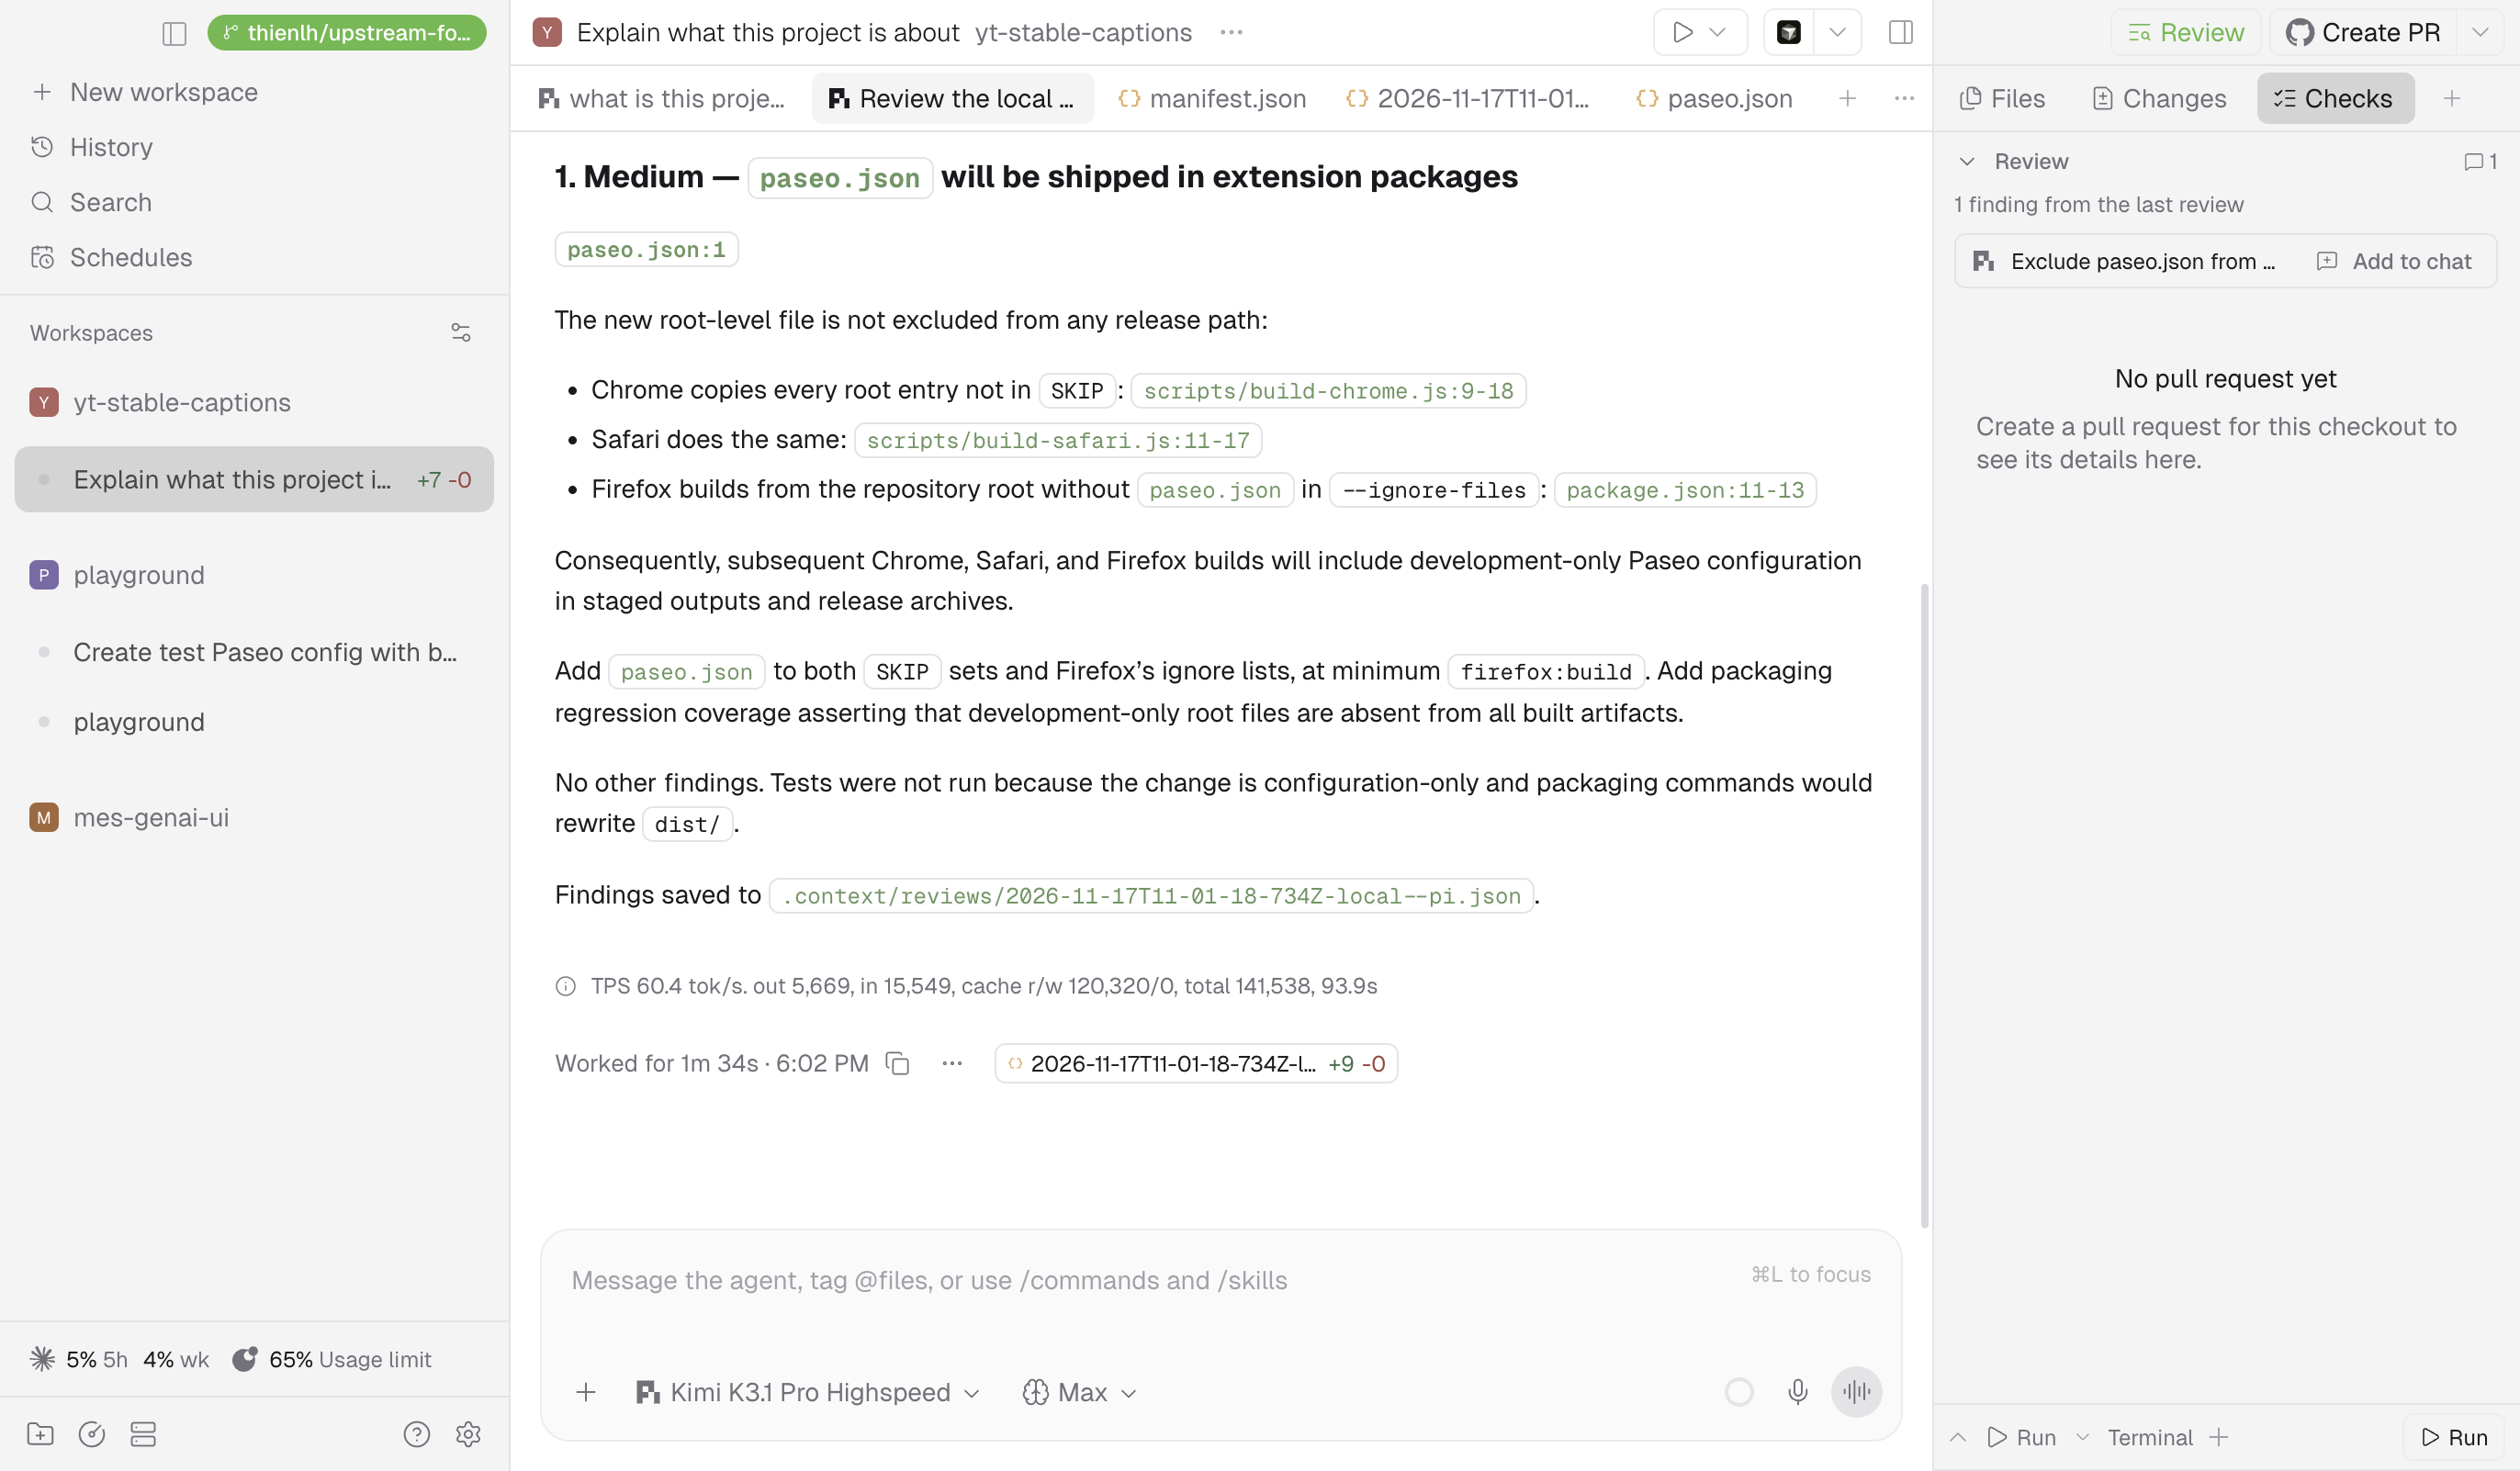 thienlh/upstream-fo...
New workspace
History
Search
Schedules
Workspaces
Y yt-stable-captions
Explain what this project i... +7 -0
P playground
Create test Paseo config with b...
playground
M mes-genai-ui
5% 5h 4% wk 65% Usage limit
Y Explain what this project is about yt-stable-captions
what is this proje... Review the local ... manifest.json 2026-11-17T11-01... paseo.json
1. Medium — paseo.json will be shipped in extension packages
paseo.json:1
The new root-level file is not excluded from any release path:
• Chrome copies every root entry not in SKIP: scripts/build-chrome.js:9-18
• Safari does the same: scripts/build-safari.js:11-17
• Firefox builds from the repository root without paseo.json in --ignore-files: package.json:11-13
Consequently, subsequent Chrome, Safari, and Firefox builds will include development-only Paseo configuration
in staged outputs and release archives.
Add paseo.json to both SKIP sets and Firefox’s ignore lists, at minimum firefox:build. Add packaging
regression coverage asserting that development-only root files are absent from all built artifacts.
No other findings. Tests were not run because the change is configuration-only and packaging commands would
rewrite dist/.
Findings saved to .context/reviews/2026-11-17T11-01-18-734Z-local--pi.json.
TPS 60.4 tok/s. out 5,669, in 15,549, cache r/w 120,320/0, total 141,538, 93.9s
Worked for 1m 34s · 6:02 PM 2026-11-17T11-01-18-734Z-l... +9 -0
Message the agent, tag @files, or use /commands and /skills ⌘L to focus
Kimi K3.1 Pro Highspeed Max
Review Create PR
Files Changes Checks
Review 1
1 finding from the last review
Exclude paseo.json from ... Add to chat
No pull request yet
Create a pull request for this checkout to
see its details here.
Run Terminal Run